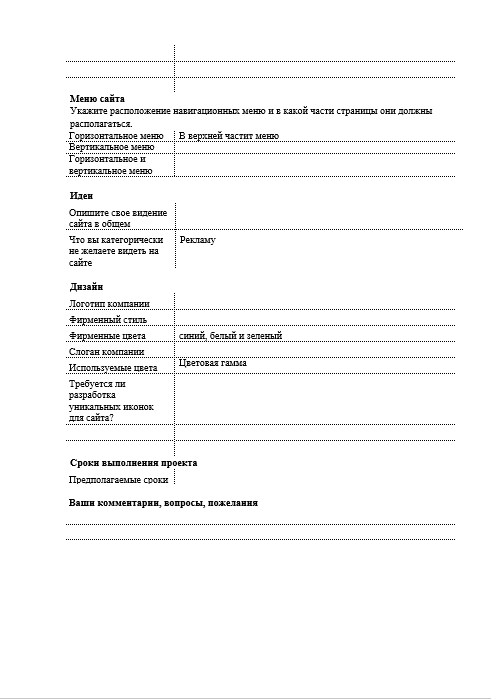 Меню сайта
Укажите расположение навигационных меню и в какой части страницы они должны
располагаться.
Горизонтальное меню В верхней частит меню
Вертикальное меню
Горизонтальное и
вертикальное меню
Идеи
Опишите свое видение
сайта в общем
Что вы категорически Рекламу
не желаете видеть на
сайте
Дизайн
Логотип компании
Фирменный стиль
Фирменные цвета синий, белый и зеленый
Слоган компании
Используемые цвета Цветовая гамма
Требуется ли
разработка
уникальных иконок
для сайта?
Сроки выполнения проекта
Предполагаемые сроки
Ваши комментарии, вопросы, пожелания